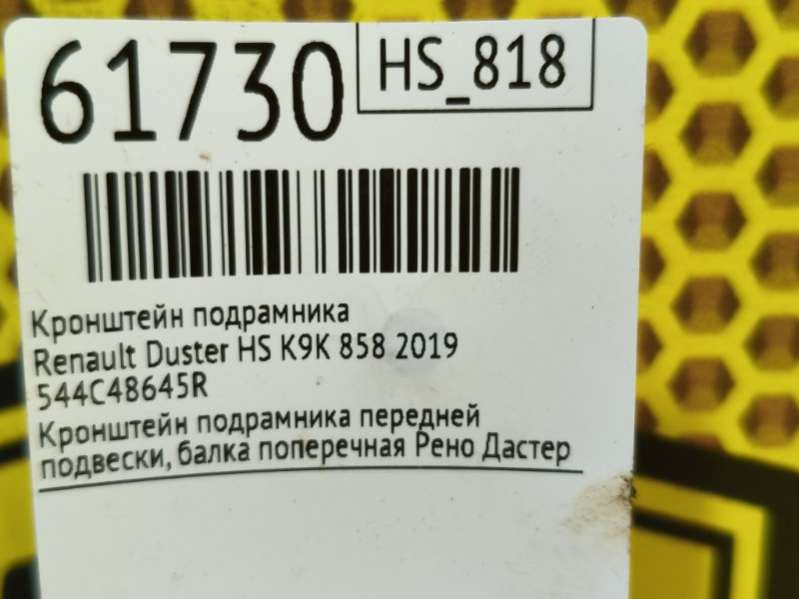 61730
HS_818
Кронштейн подрамника
Renault Duster HS K9K 858 2019
544C48645R
Кронштейн подрамника передней
подвески, балка поперечная Рено Дастер